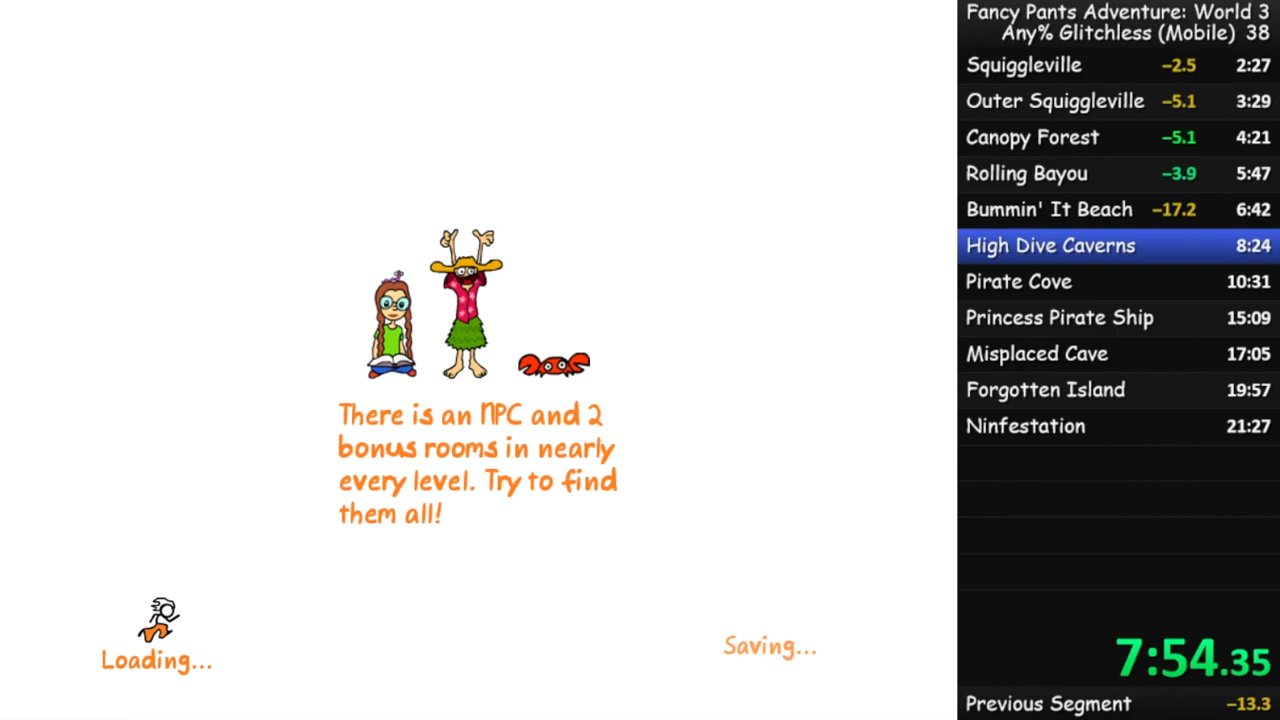 Fancy Pants Adventure: World 3
Any% Glitchless (Mobile) 38
Squiggleville –2.5 2:27
Outer Squiggleville –5.1 3:29
Canopy Forest –5.1 4:21
Rolling Bayou –3.9 5:47
Bummin' It Beach –17.2 6:42
High Dive Caverns 8:24
Pirate Cove 10:31
Princess Pirate Ship 15:09
Misplaced Cave 17:05
Forgotten Island 19:57
Ninfestation 21:27
7:54.35
Previous Segment –13.3
There is an NPC and 2
bonus rooms in nearly
every level. Try to find
them all!
Loading...
Saving...